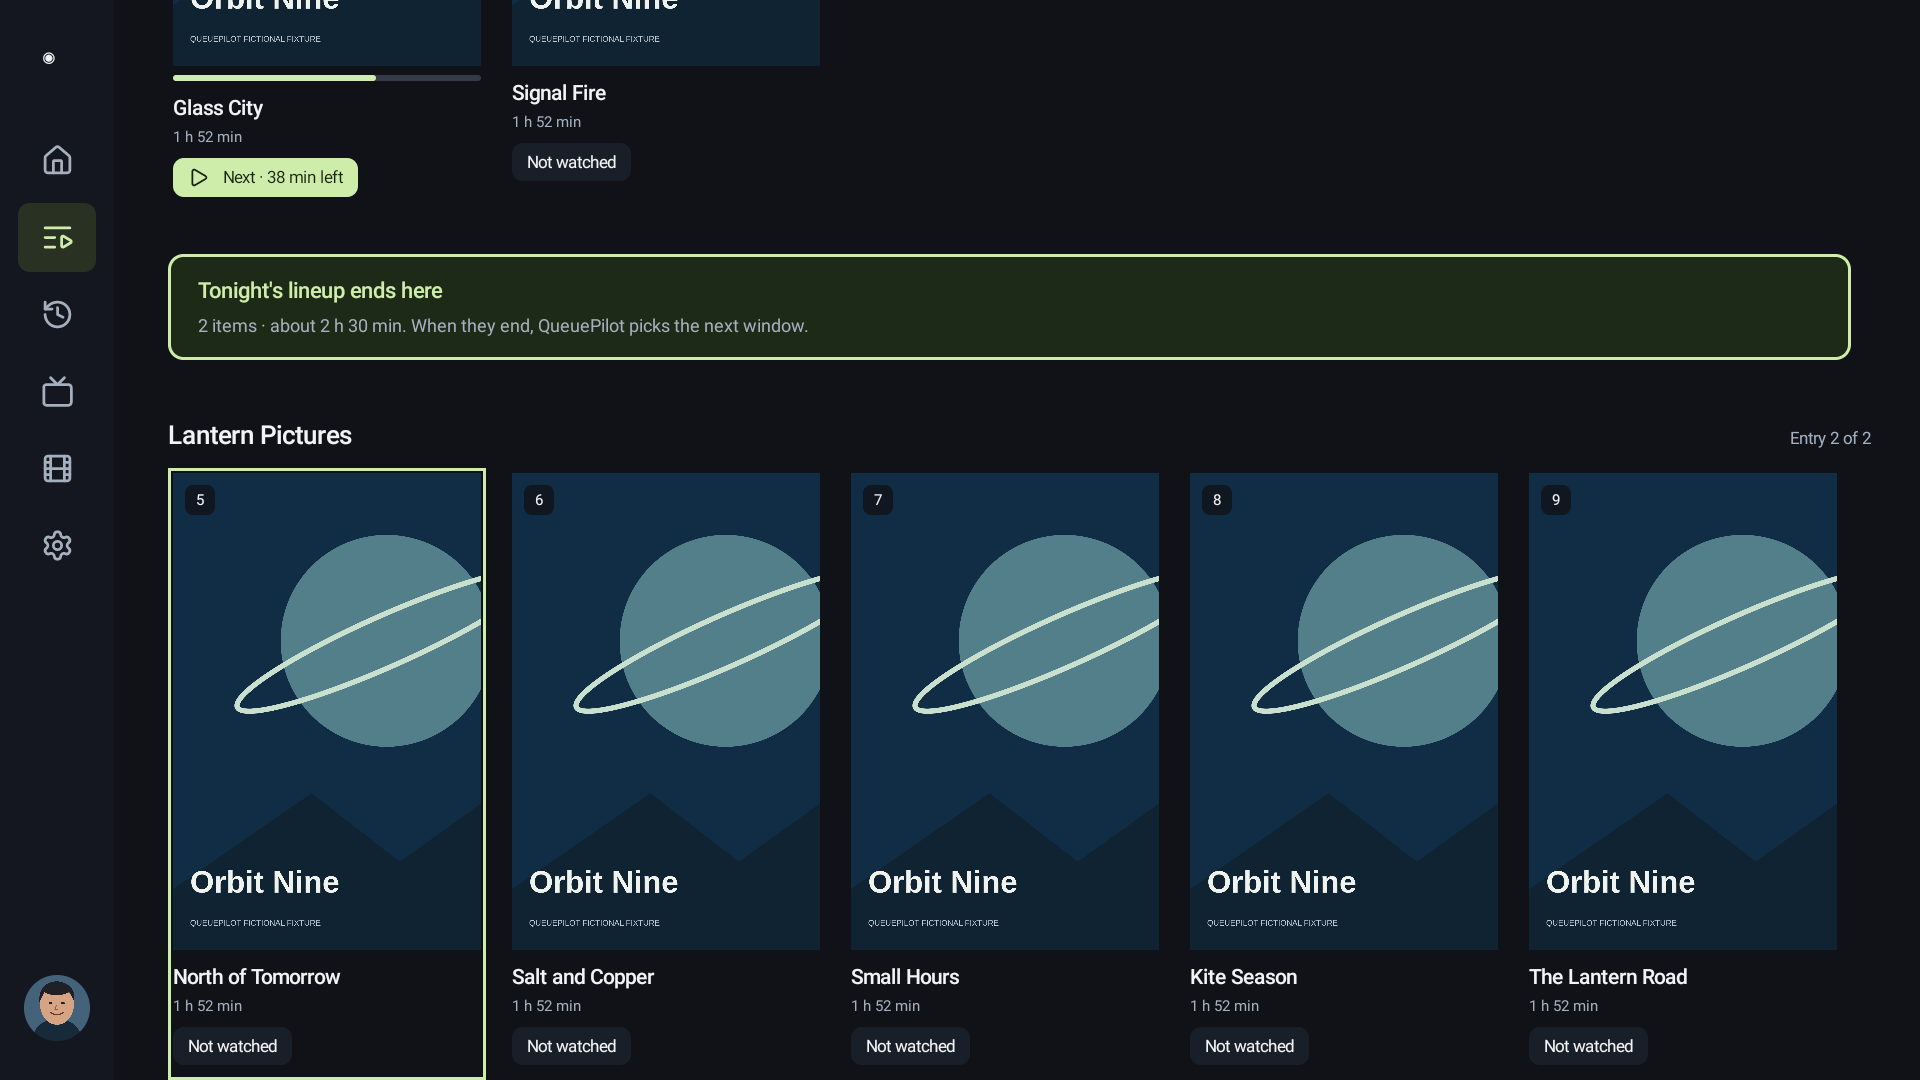 Orbit Nine
Orbit Nine
QUEUEPILOT FICTIONAL FIXTURE
QUEUEPILOT FICTIONAL FIXTURE
Glass City
1 h 52 min
Next · 38 min left
Signal Fire
1 h 52 min
Not watched
Tonight's lineup ends here
2 items · about 2 h 30 min. When they end, QueuePilot picks the next window.
Lantern Pictures
Entry 2 of 2
5
Orbit Nine
QUEUEPILOT FICTIONAL FIXTURE
North of Tomorrow
1 h 52 min
Not watched
6
Orbit Nine
QUEUEPILOT FICTIONAL FIXTURE
Salt and Copper
1 h 52 min
Not watched
7
Orbit Nine
QUEUEPILOT FICTIONAL FIXTURE
Small Hours
1 h 52 min
Not watched
8
Orbit Nine
QUEUEPILOT FICTIONAL FIXTURE
Kite Season
1 h 52 min
Not watched
9
Orbit Nine
QUEUEPILOT FICTIONAL FIXTURE
The Lantern Road
1 h 52 min
Not watched